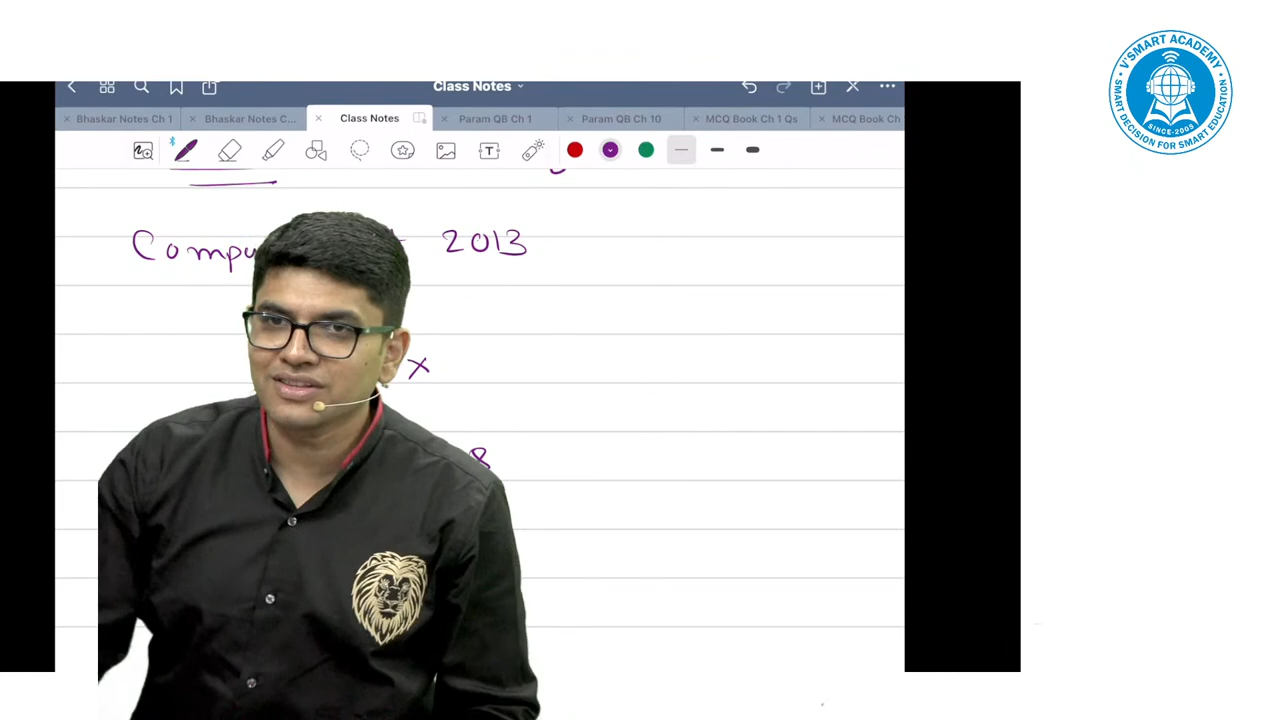 V'SMART ACADEMY
SMART DECISION FOR SMART EDUCATION
SINCE-2005
Class Notes
Bhaskar Notes Ch 1
Bhaskar Notes C...
Class Notes
Param QB Ch 1
Param QB Ch 10
MCQ Book Ch 1 Qs
MCQ Book Ch
T
2013
x
8